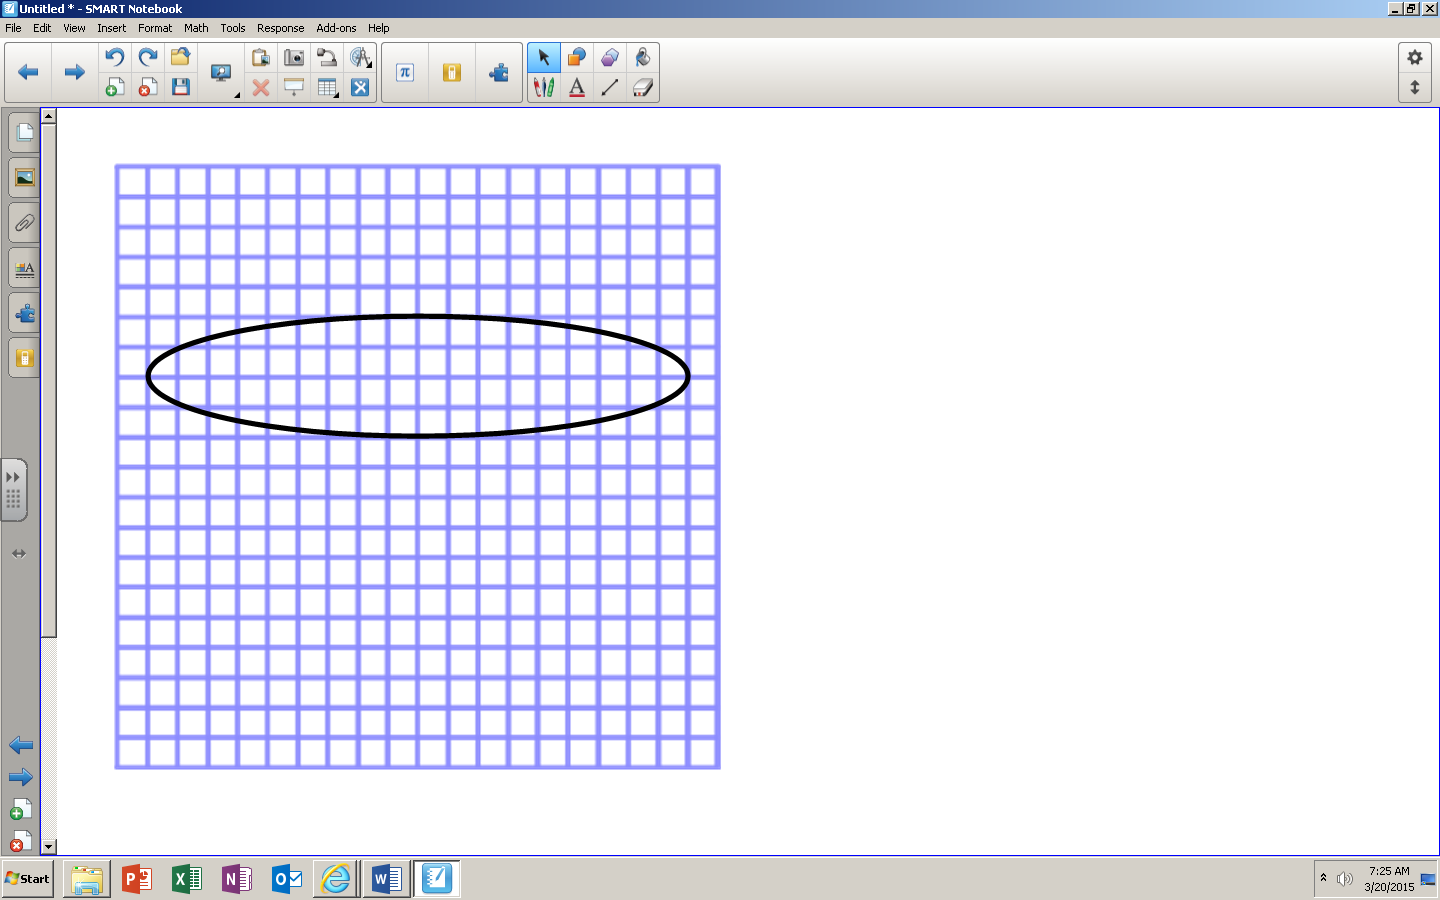 Untitled * - SMART Notebook
File Edit View Insert Format Math Tools Response Add-ons Help
π
A
A
P
X
N
O
W
Start
7:25 AM
3/20/2015